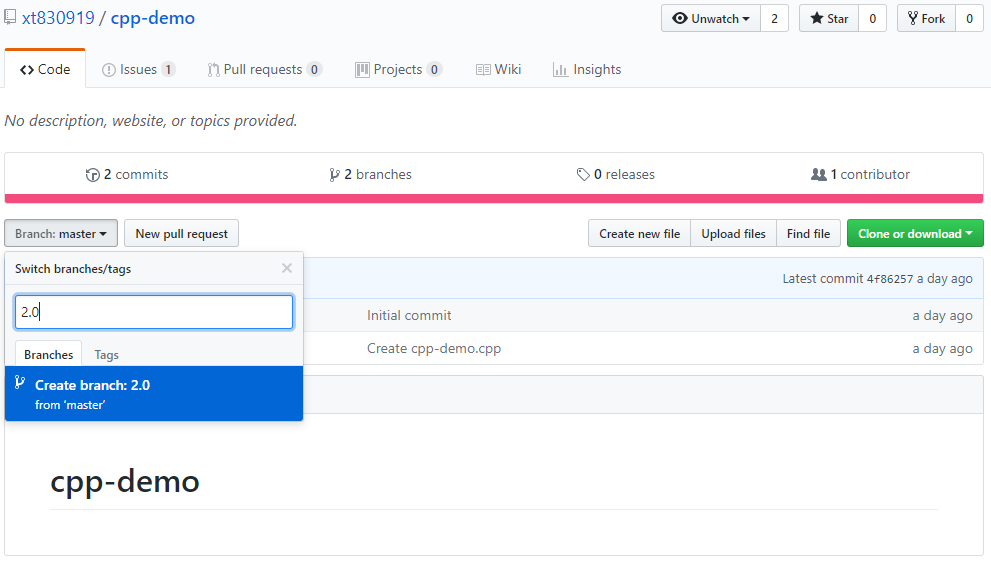 xt830919 / cpp-demo
Unwatch 2 Star 0 Fork 0
Code Issues 1 Pull requests 0 Projects 0 Wiki Insights
No description, website, or topics provided.
2 commits 2 branches 0 releases 1 contributor
Branch: master New pull request Create new file Upload files Find file Clone or download
Switch branches/tags
Latest commit 4f86257 a day ago
2.0
Initial commit a day ago
Create cpp-demo.cpp a day ago
Branches Tags
Create branch: 2.0
from 'master'
cpp-demo